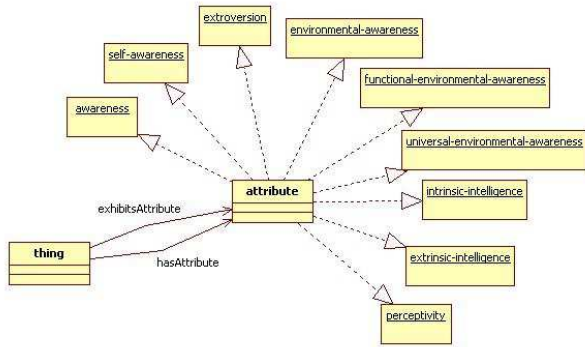 extroversion
environmental-awareness
self-awareness
functional-environmental-awareness
awareness
universal-environmental-awareness
attribute
intrinsic-intelligence
exhibitsAttribute
thing
hasAttribute
extrinsic-intelligence
perceptivity